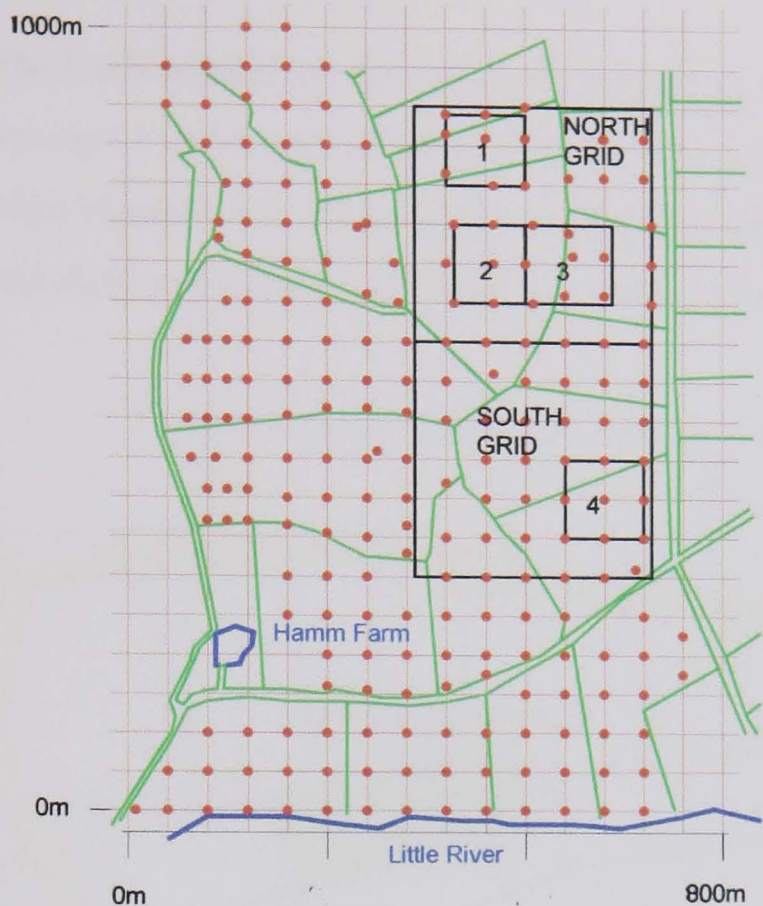 1000m
NORTH
GRID
1
2
3
SOUTH
GRID
4
Hamm Farm
0m
Little River
0m
800m